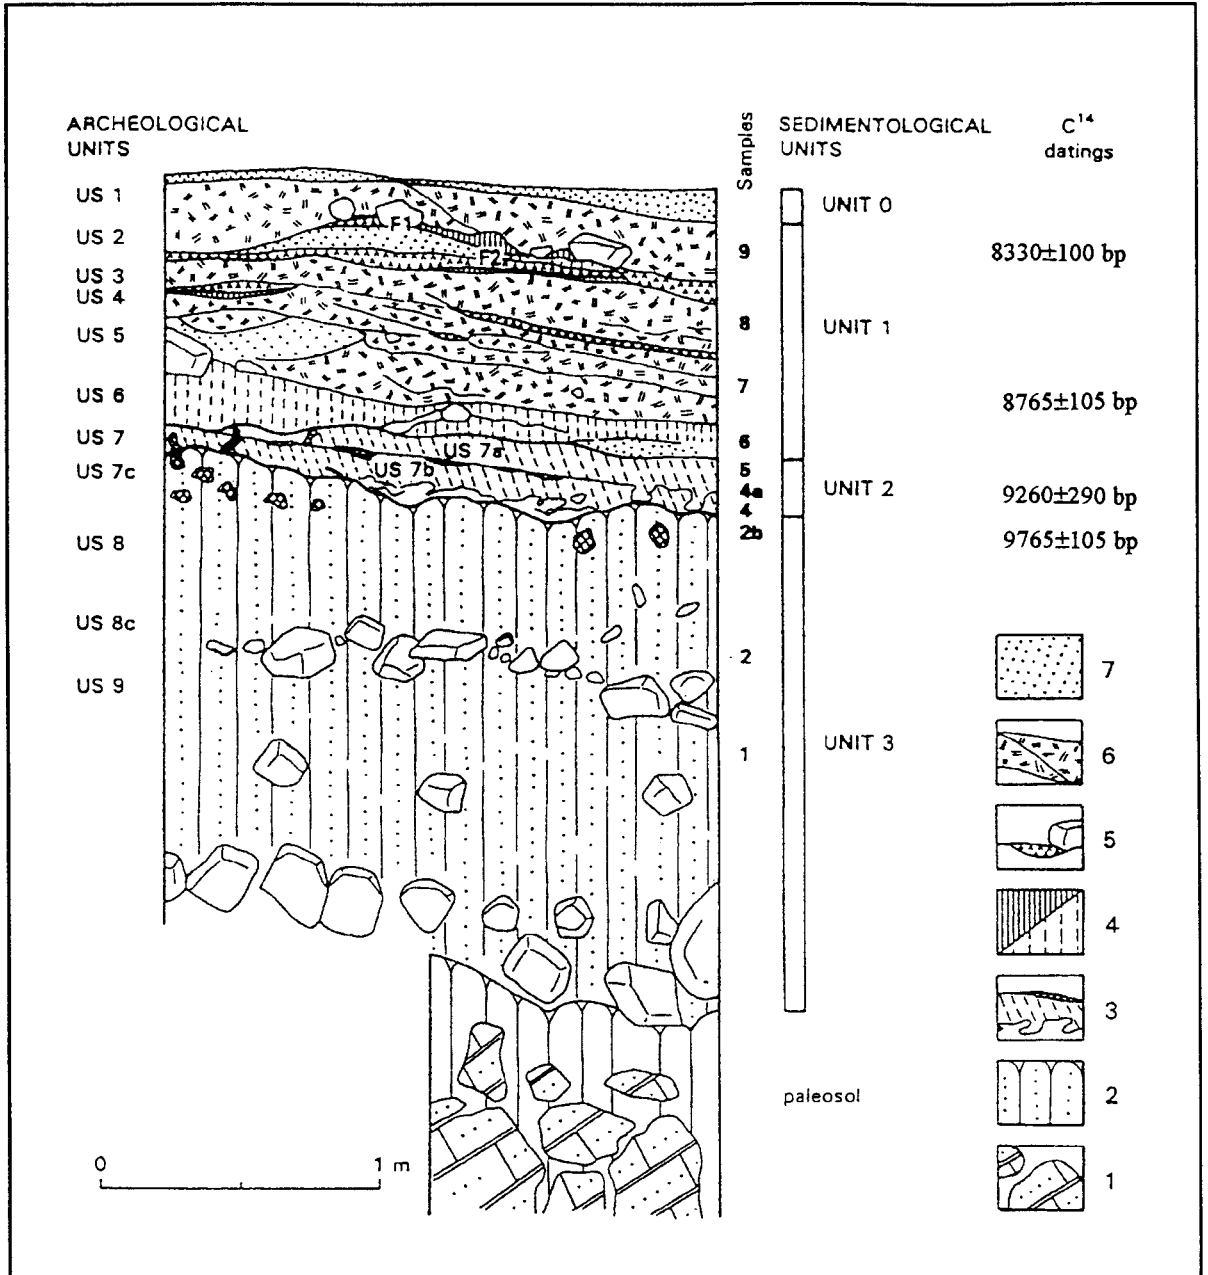 ARCHEOLOGICAL
UNITS
US 1
US 2
US 3
US 4
US 5
US 6
US 7
US 7c
US 8
US 8c
US 9
F1
F2
US 7a
US 7b
Samples
9
8
7
6
5
4a
4
2b
2
1
SEDIMENTOLOGICAL
UNITS
UNIT 0
UNIT 1
UNIT 2
UNIT 3
paleosol
C14
datings
8330±100 bp
8765±105 bp
9260±290 bp
9765±105 bp
7
6
5
4
3
2
1
0 1 m